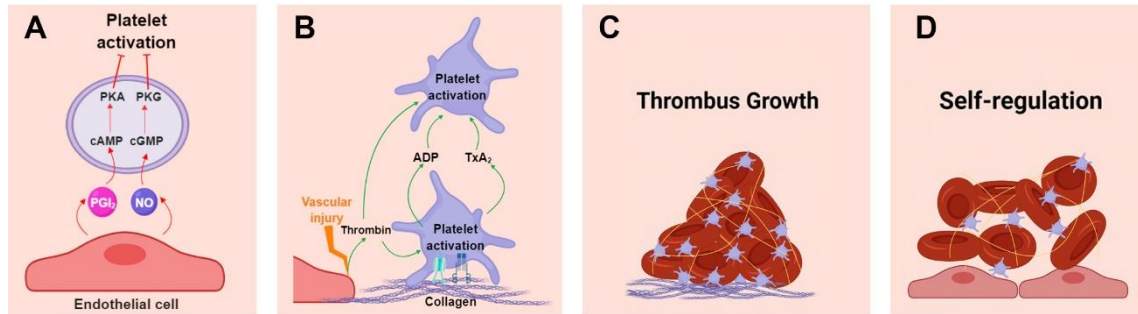 A
Platelet
activation
PKA PKG
cAMP cGMP
PGI₂ NO
Endothelial cell
B
Platelet
activation
ADP TxA₂
Vascular
injury
Thrombin
Platelet
activation
Collagen
C
Thrombus Growth
D
Self-regulation